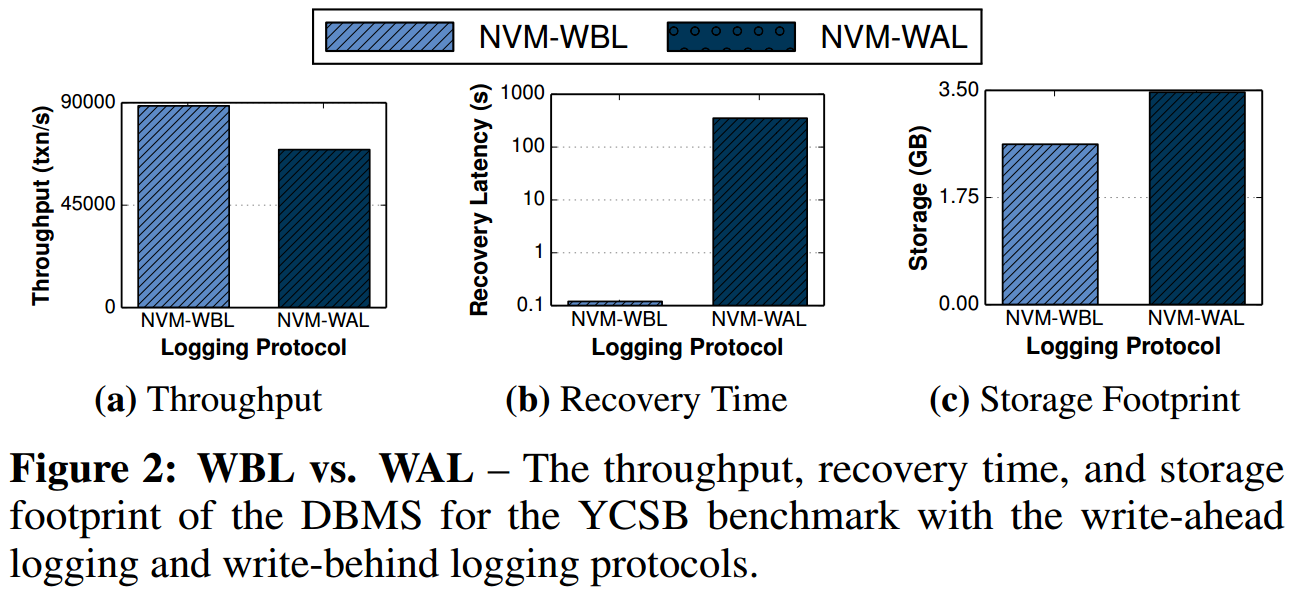 NVM-WBL NVM-WAL
Throughput (txn/s)
90000
45000
0
NVM-WBL NVM-WAL
Logging Protocol
(a) Throughput
Recovery Latency (s)
1000
100
10
1
0.1
NVM-WBL NVM-WAL
Logging Protocol
(b) Recovery Time
Storage (GB)
3.50
1.75
0.00
NVM-WBL NVM-WAL
Logging Protocol
(c) Storage Footprint
Figure 2: WBL vs. WAL – The throughput, recovery time, and storage
footprint of the DBMS for the YCSB benchmark with the write-ahead
logging and write-behind logging protocols.